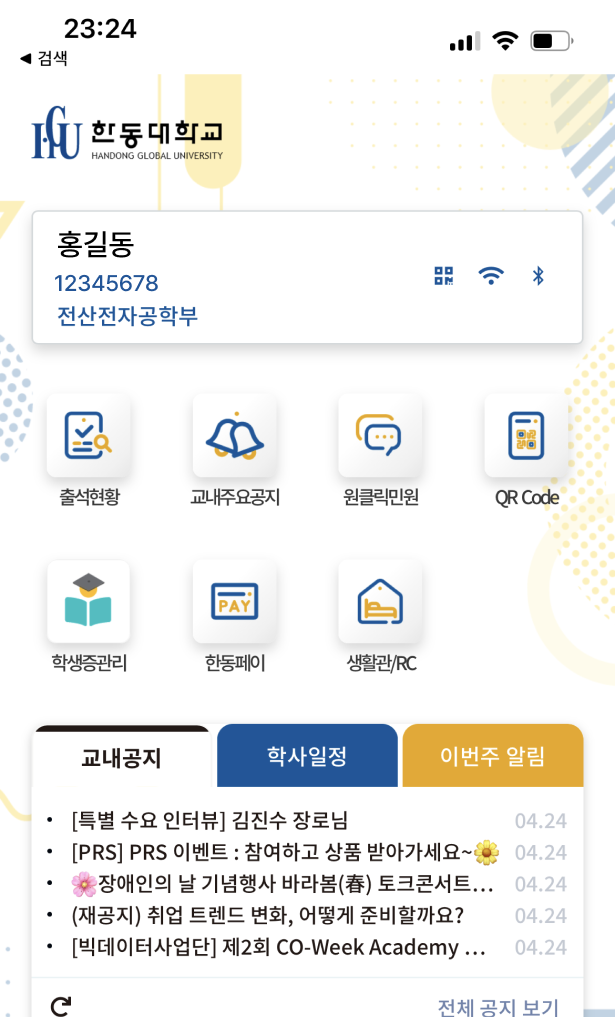 23:24
◀ 검색
HGU 한동대학교
HANDONG GLOBAL UNIVERSITY
홍길동
12345678
전산전자공학부
출석현황 교내주요공지 원클릭민원 QR Code
PAY
학생증관리 한동페이 생활관/RC
교내공지 학사일정 이번주 알림
• [특별 수요 인터뷰] 김진수 장로님 04.24
• [PRS] PRS 이벤트 : 참여하고 상품 받아가세요~🌼 04.24
• 🌸장애인의 날 기념행사 바라봄(春) 토크콘서트... 04.24
• (재공지) 취업 트렌드 변화, 어떻게 준비할까요? 04.24
• [빅데이터사업단] 제2회 CO-Week Academy ... 04.24
전체 공지 보기